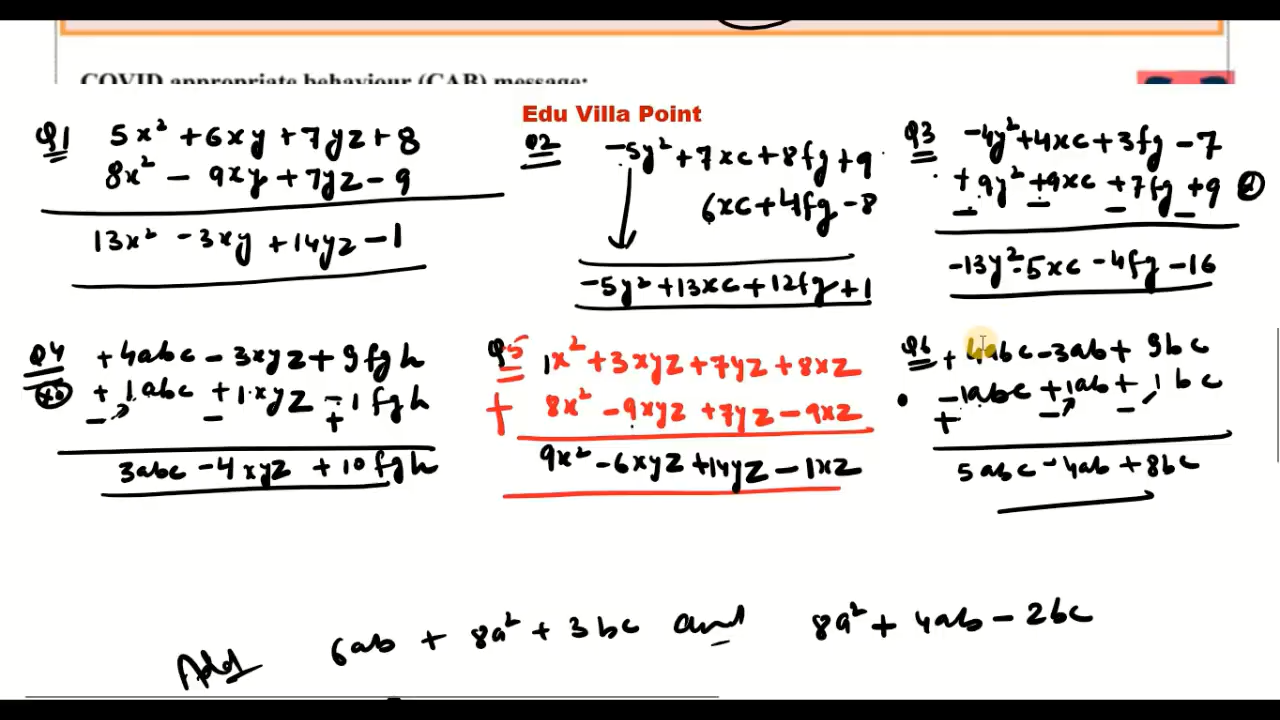 COVID appropriate behaviour (CAB) message:
Edu Villa Point
Q1 5x² + 6xy + 7yz + 8
8x² - 9xy + 7yz - 9
13x² - 3xy + 14yz - 1
Q2 -5y² + 7xc + 8fg + 9
6xc + 4fg - 8
-5y² + 13xc + 12fg + 1
Q3 -4y² + 4xc + 3fg - 7
+ 9y² + 9xc + 7fg + 9
- - - -
-13y² - 5xc - 4fg - 16
Q4 + 4abc - 3xyz + 9fgh
+ 1abc + 1xyz - 1fgh
- - +
3abc - 4xyz + 10fgh
Q5 1x² + 3xyz + 7yz + 8xz
+ 8x² - 9xyz + 7yz - 9xz
9x² - 6xyz + 14yz - 1xz
Q6 + 4abc - 3ab + 9bc
- 1abc + 1ab + 1bc
+ - -
5abc - 4ab + 8bc
Add 6ab + 8a² + 3bc and 8a² + 4ab - 2bc